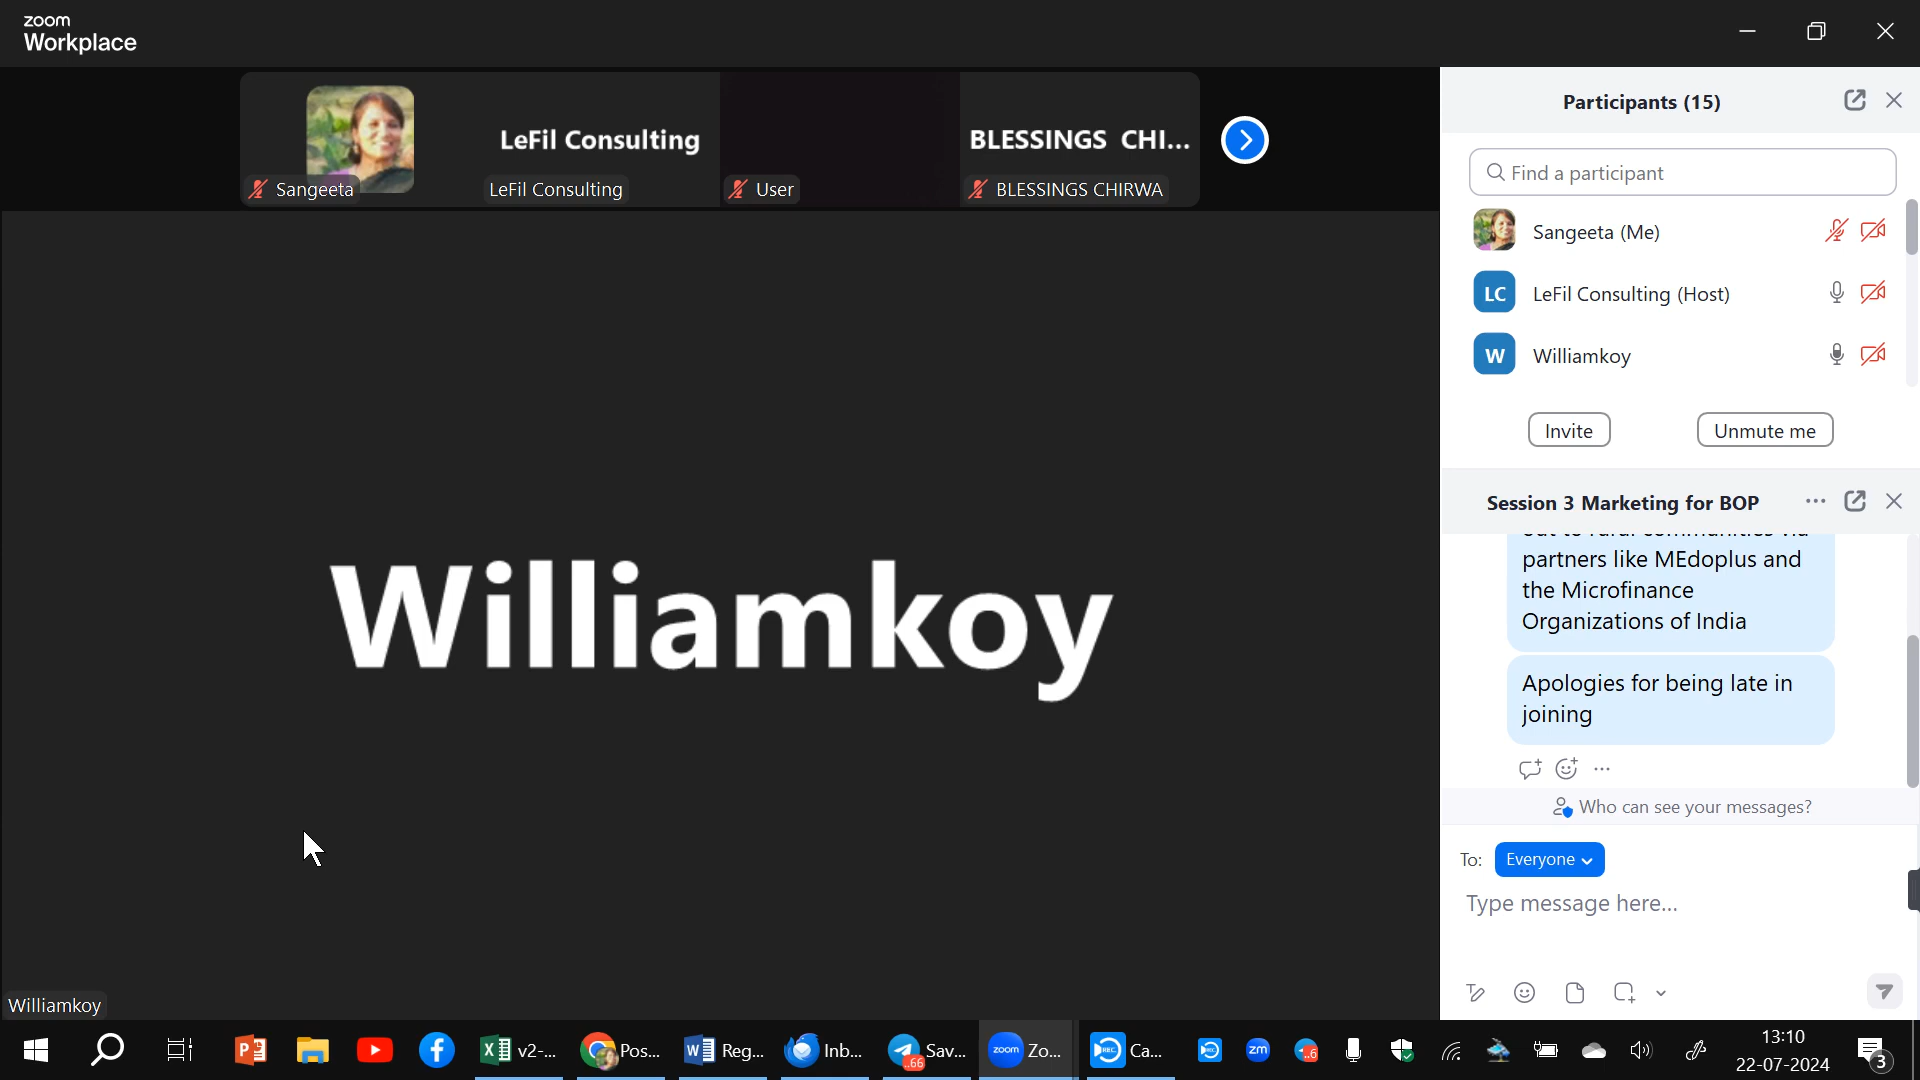 zoom
Workplace
LeFil Consulting
BLESSINGS CHI...
Sangeeta
LeFil Consulting
User
BLESSINGS CHIRWA
Williamkoy
Williamkoy
Participants (15)
Find a participant
Sangeeta (Me)
LC LeFil Consulting (Host)
W Williamkoy
Invite Unmute me
Session 3 Marketing for BOP
partners like MEdoplus and
the Microfinance
Organizations of India
Apologies for being late in
joining
Who can see your messages?
To: Everyone
Type message here...
v2-... Pos... Reg... Inb... Sav... Zo... Ca...
13:10
22-07-2024
3